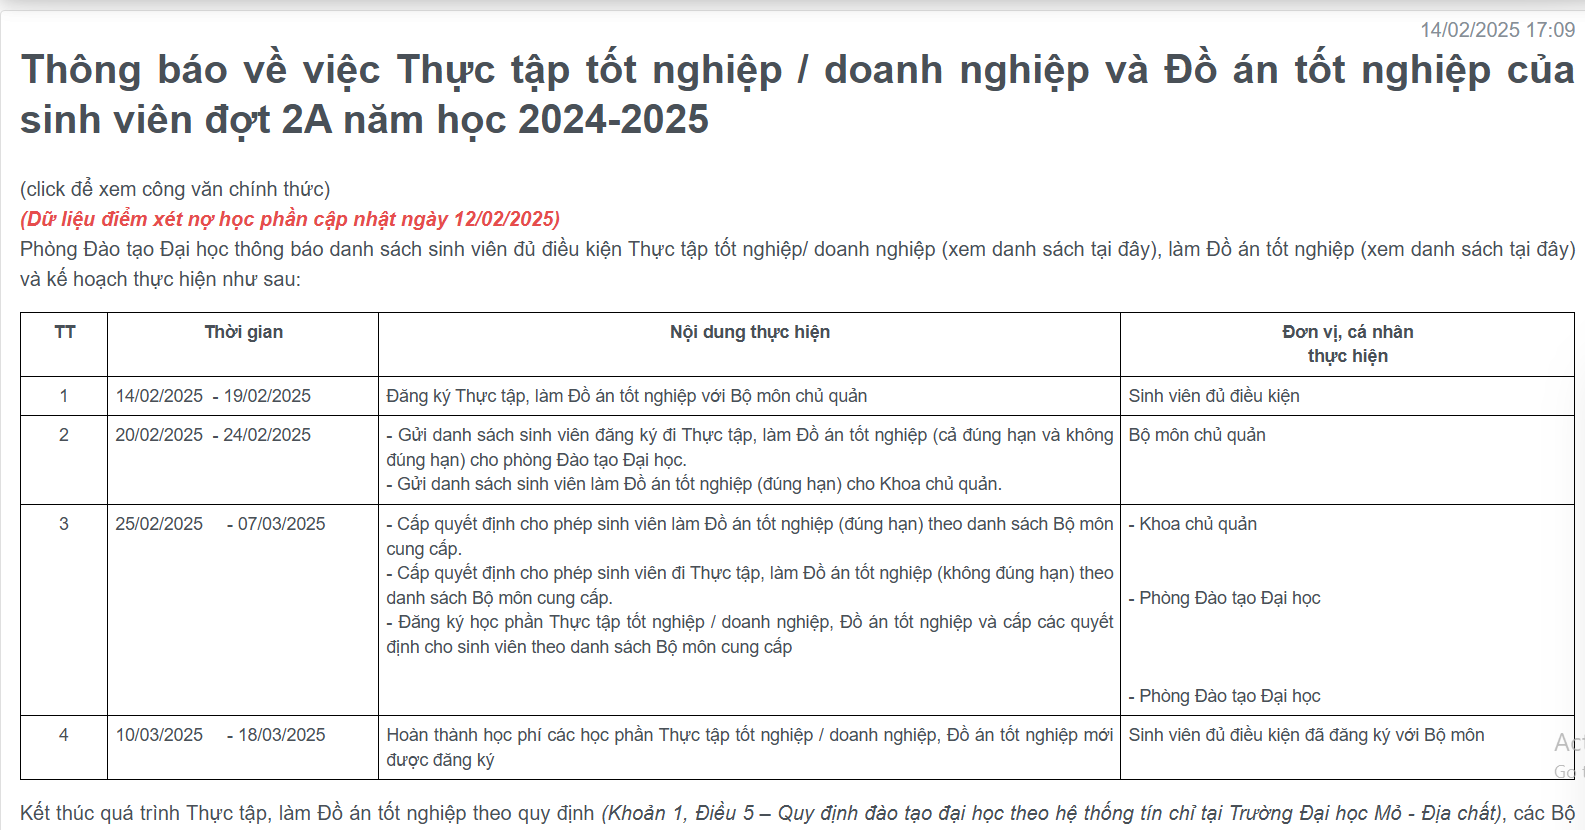 14/02/2025 17:09
Thông báo về việc Thực tập tốt nghiệp / doanh nghiệp và Đồ án tốt nghiệp của
sinh viên đợt 2A năm học 2024-2025
(click để xem công văn chính thức)
(Dữ liệu điểm xét nợ học phần cập nhật ngày 12/02/2025)
Phòng Đào tạo Đại học thông báo danh sách sinh viên đủ điều kiện Thực tập tốt nghiệp/ doanh nghiệp (xem danh sách tại đây), làm Đồ án tốt nghiệp (xem danh sách tại đây)
và kế hoạch thực hiện như sau:
TT
Thời gian
Nội dung thực hiện
Đơn vị, cá nhân
thực hiện
1
14/02/2025 - 19/02/2025
Đăng ký Thực tập, làm Đồ án tốt nghiệp với Bộ môn chủ quản
Sinh viên đủ điều kiện
2
20/02/2025 - 24/02/2025
- Gửi danh sách sinh viên đăng ký đi Thực tập, làm Đồ án tốt nghiệp (cả đúng hạn và không
đúng hạn) cho phòng Đào tạo Đại học.
- Gửi danh sách sinh viên làm Đồ án tốt nghiệp (đúng hạn) cho Khoa chủ quản.
Bộ môn chủ quản
3
25/02/2025 - 07/03/2025
- Cấp quyết định cho phép sinh viên làm Đồ án tốt nghiệp (đúng hạn) theo danh sách Bộ môn
cung cấp.
- Cấp quyết định cho phép sinh viên đi Thực tập, làm Đồ án tốt nghiệp (không đúng hạn) theo
danh sách Bộ môn cung cấp.
- Đăng ký học phần Thực tập tốt nghiệp / doanh nghiệp, Đồ án tốt nghiệp và cấp các quyết
định cho sinh viên theo danh sách Bộ môn cung cấp
- Khoa chủ quản
- Phòng Đào tạo Đại học
- Phòng Đào tạo Đại học
4
10/03/2025 - 18/03/2025
Hoàn thành học phí các học phần Thực tập tốt nghiệp / doanh nghiệp, Đồ án tốt nghiệp mới
được đăng ký
Sinh viên đủ điều kiện đã đăng ký với Bộ môn
Kết thúc quá trình Thực tập, làm Đồ án tốt nghiệp theo quy định (Khoản 1, Điều 5 – Quy định đào tạo đại học theo hệ thống tín chỉ tại Trường Đại học Mỏ - Địa chất), các Bộ